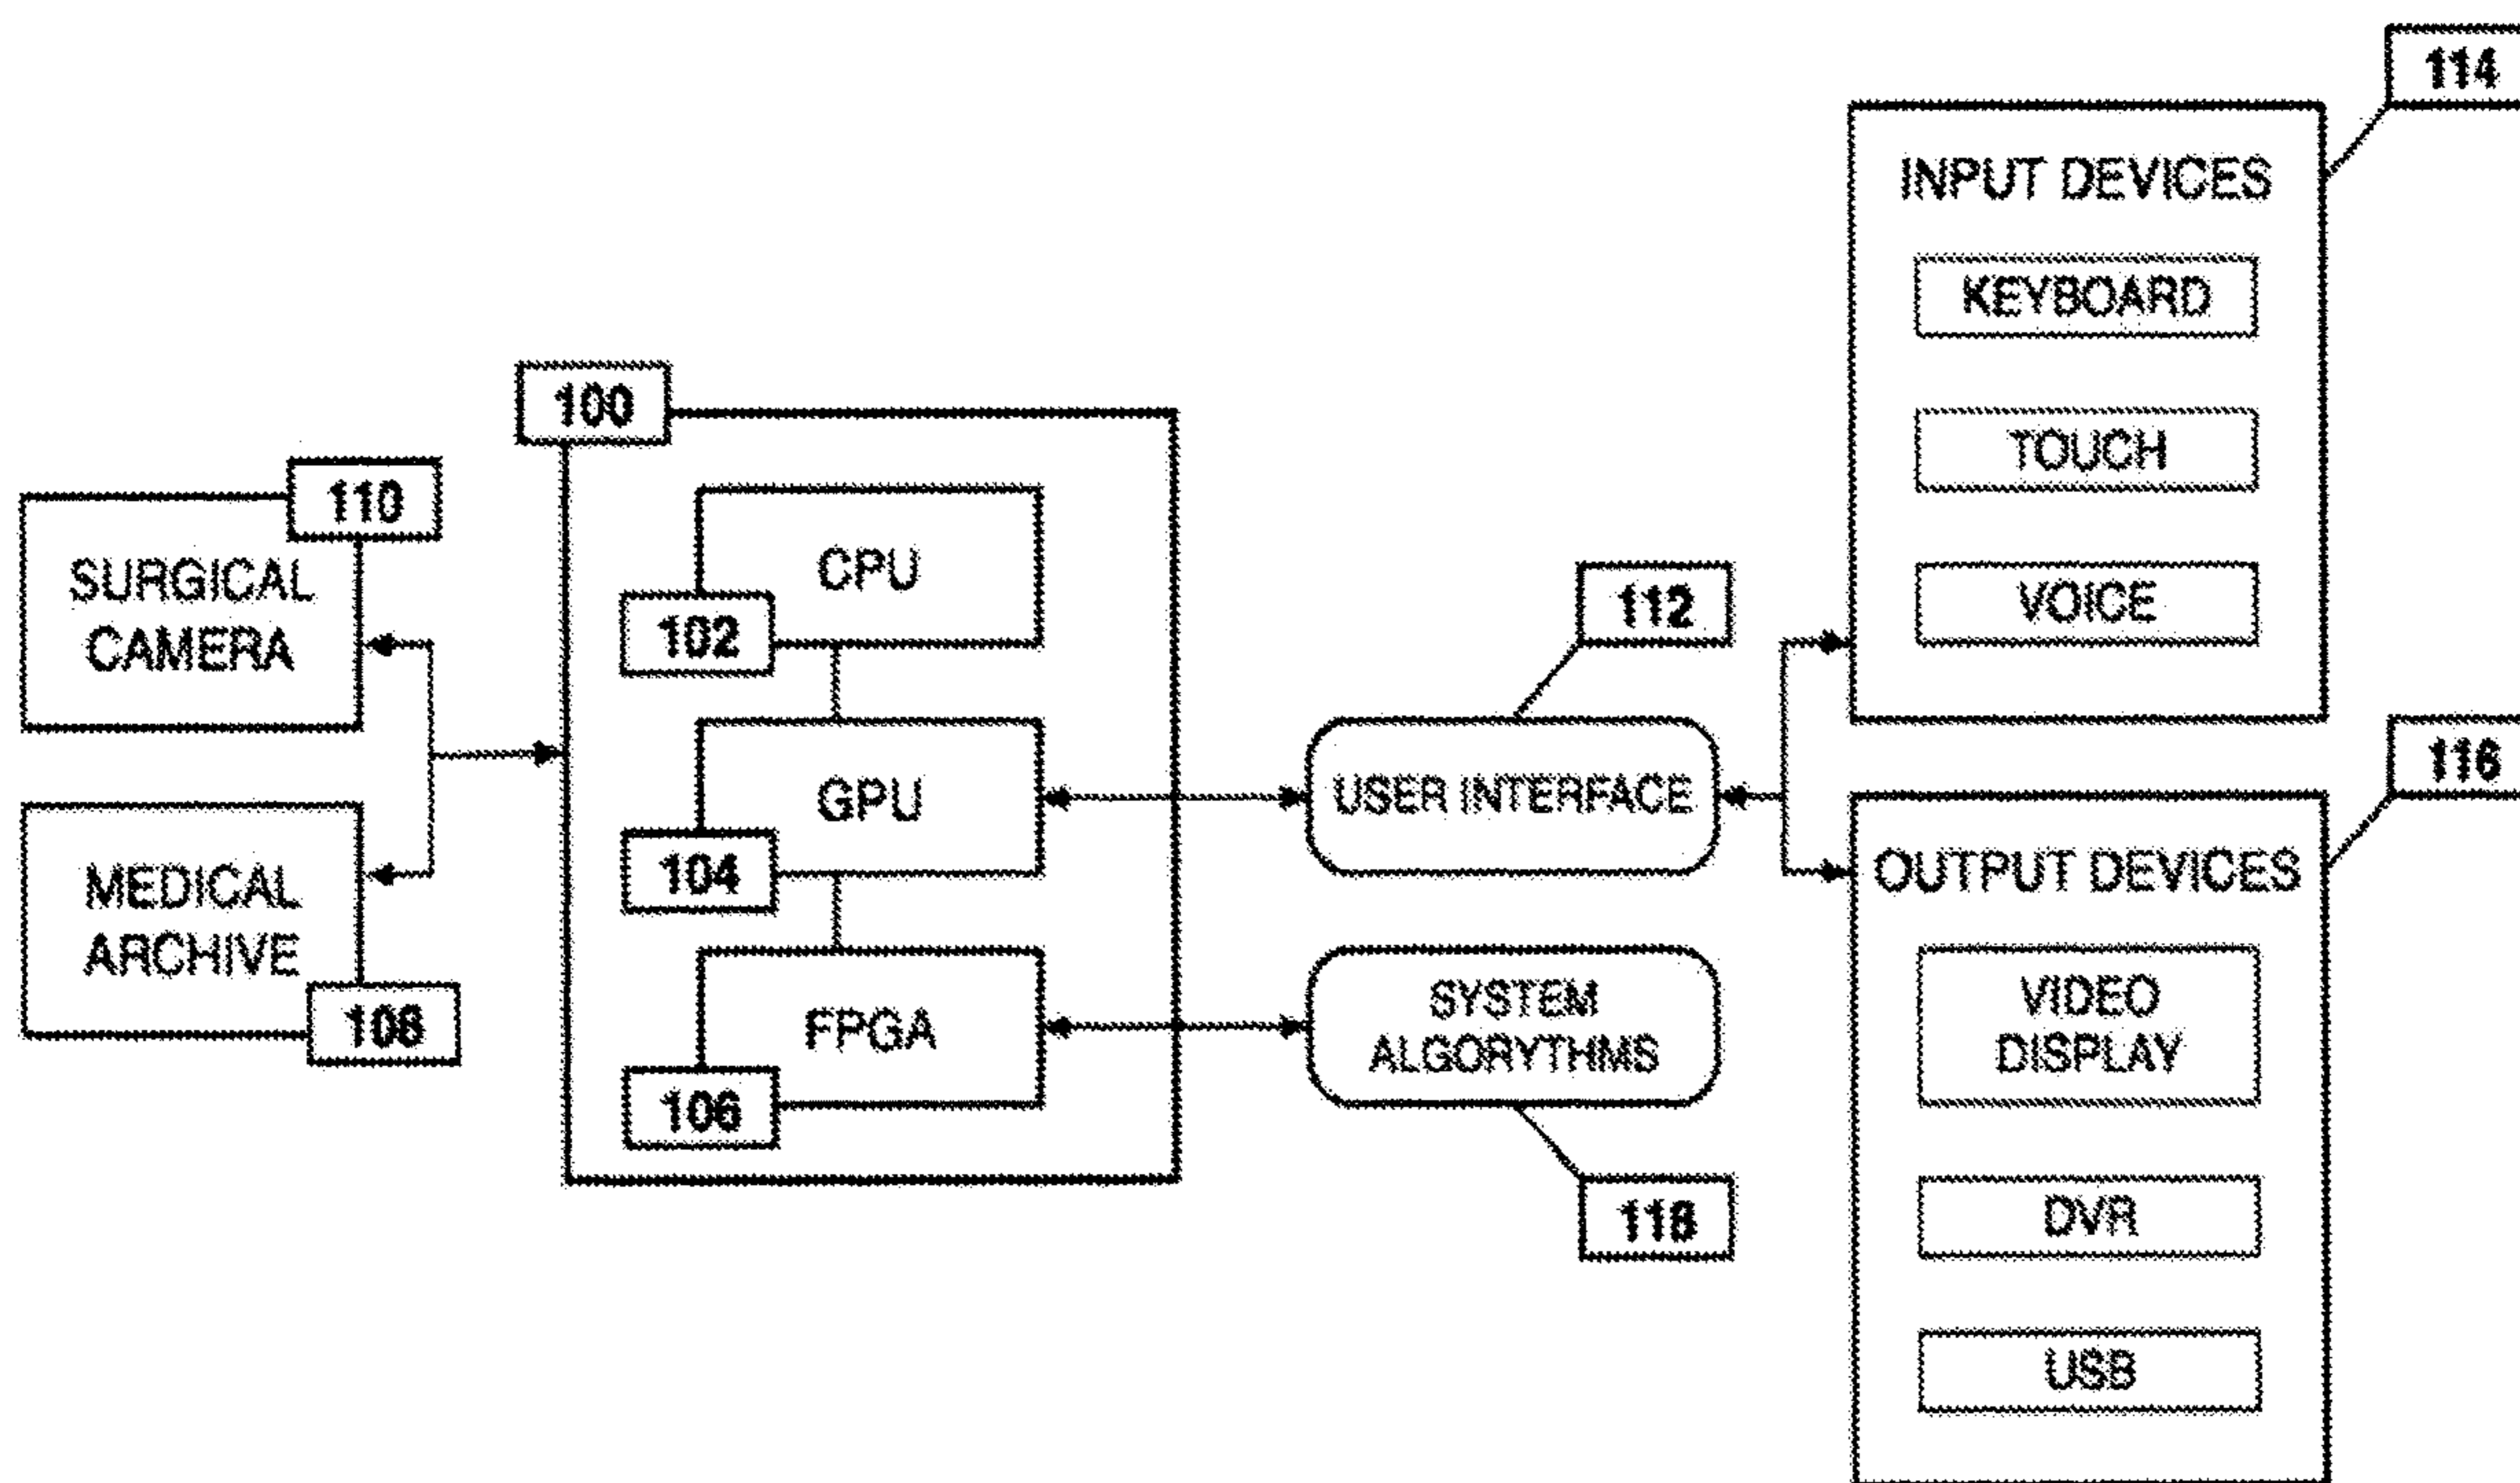 114
INPUT DEVICES
KEYBOARD
TOUCH
VOICE
100
110
SURGICAL
CAMERA
CPU
102
112
GPU
104
USER INTERFACE
116
OUTPUT DEVICES
MEDICAL
ARCHIVE
108
FPGA
106
SYSTEM
ALGORYTHMS
118
VIDEO
DISPLAY
DVR
USB